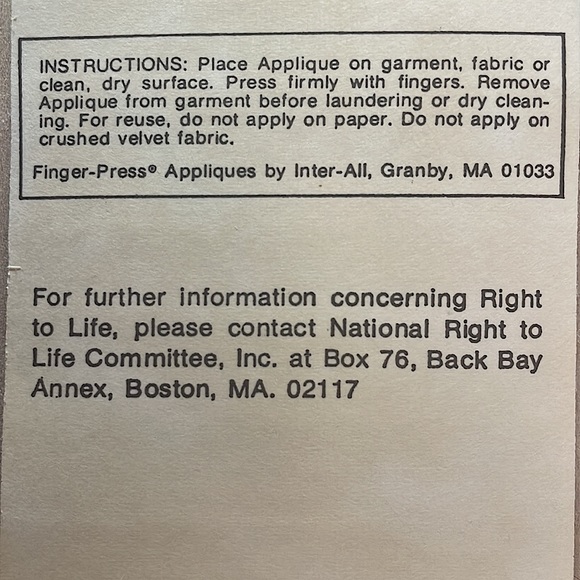 INSTRUCTIONS: Place Applique on garment, fabric or
clean, dry surface. Press firmly with fingers. Remove
Applique from garment before laundering or dry clean-
ing. For reuse, do not apply on paper. Do not apply on
crushed velvet fabric.
Finger-Press® Appliques by Inter-All, Granby, MA 01033
For further information concerning Right
to Life, please contact National Right to
Life Committee, Inc. at Box 76, Back Bay
Annex, Boston, MA. 02117